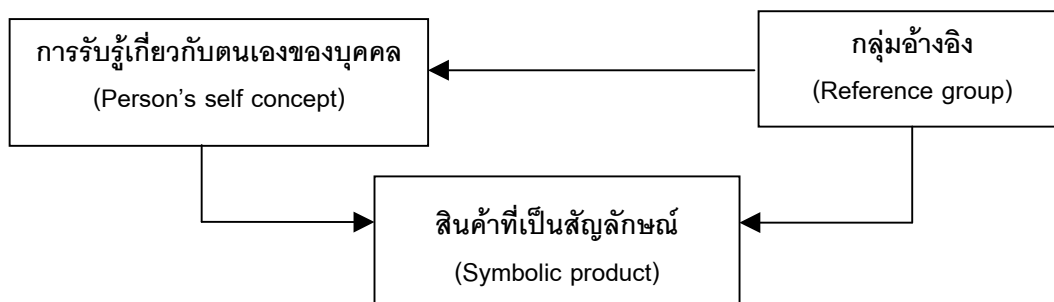 การรับรู้เกี่ยวกับตนเองของบุคคล
(Person's self concept)
กลุ่มอ้างอิง
(Reference group)
สินค้าที่เป็นสัญลักษณ์
(Symbolic product)